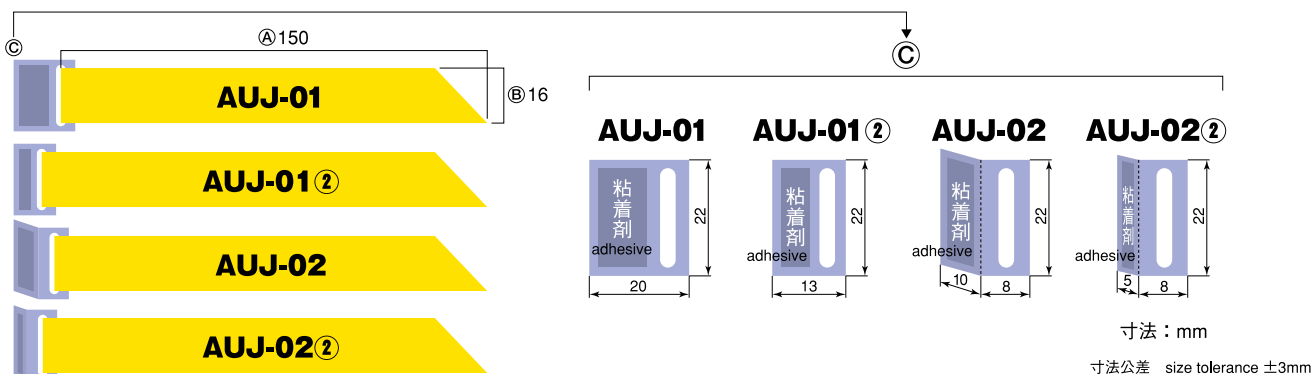 Ⓒ
Ⓐ150
Ⓑ16
AUJ-01
AUJ-01②
AUJ-02
AUJ-02②
Ⓒ
AUJ-01
粘着剤
adhesive
22
20
AUJ-01②
粘着剤
adhesive
22
13
AUJ-02
粘着剤
adhesive
22
10
8
AUJ-02②
粘着剤
adhesive
22
5
8
寸法：mm
寸法公差 size tolerance ±3mm